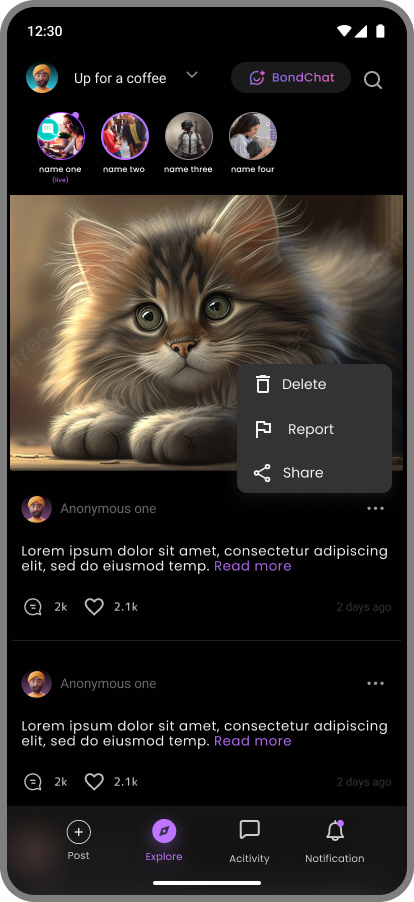 12:30
Up for a coffee
BondChat
name one
name two
name three
name four
(live)
Delete
Report
Share
Anonymous one
Lorem ipsum dolor sit amet, consectetur adipiscing
elit, sed do eiusmod temp. Read more
2k
2.1k
2 days ago
Anonymous one
Lorem ipsum dolor sit amet, consectetur adipiscing
elit, sed do eiusmod temp. Read more
2k
2.1k
2 days ago
Post
Explore
Acitivity
Notification